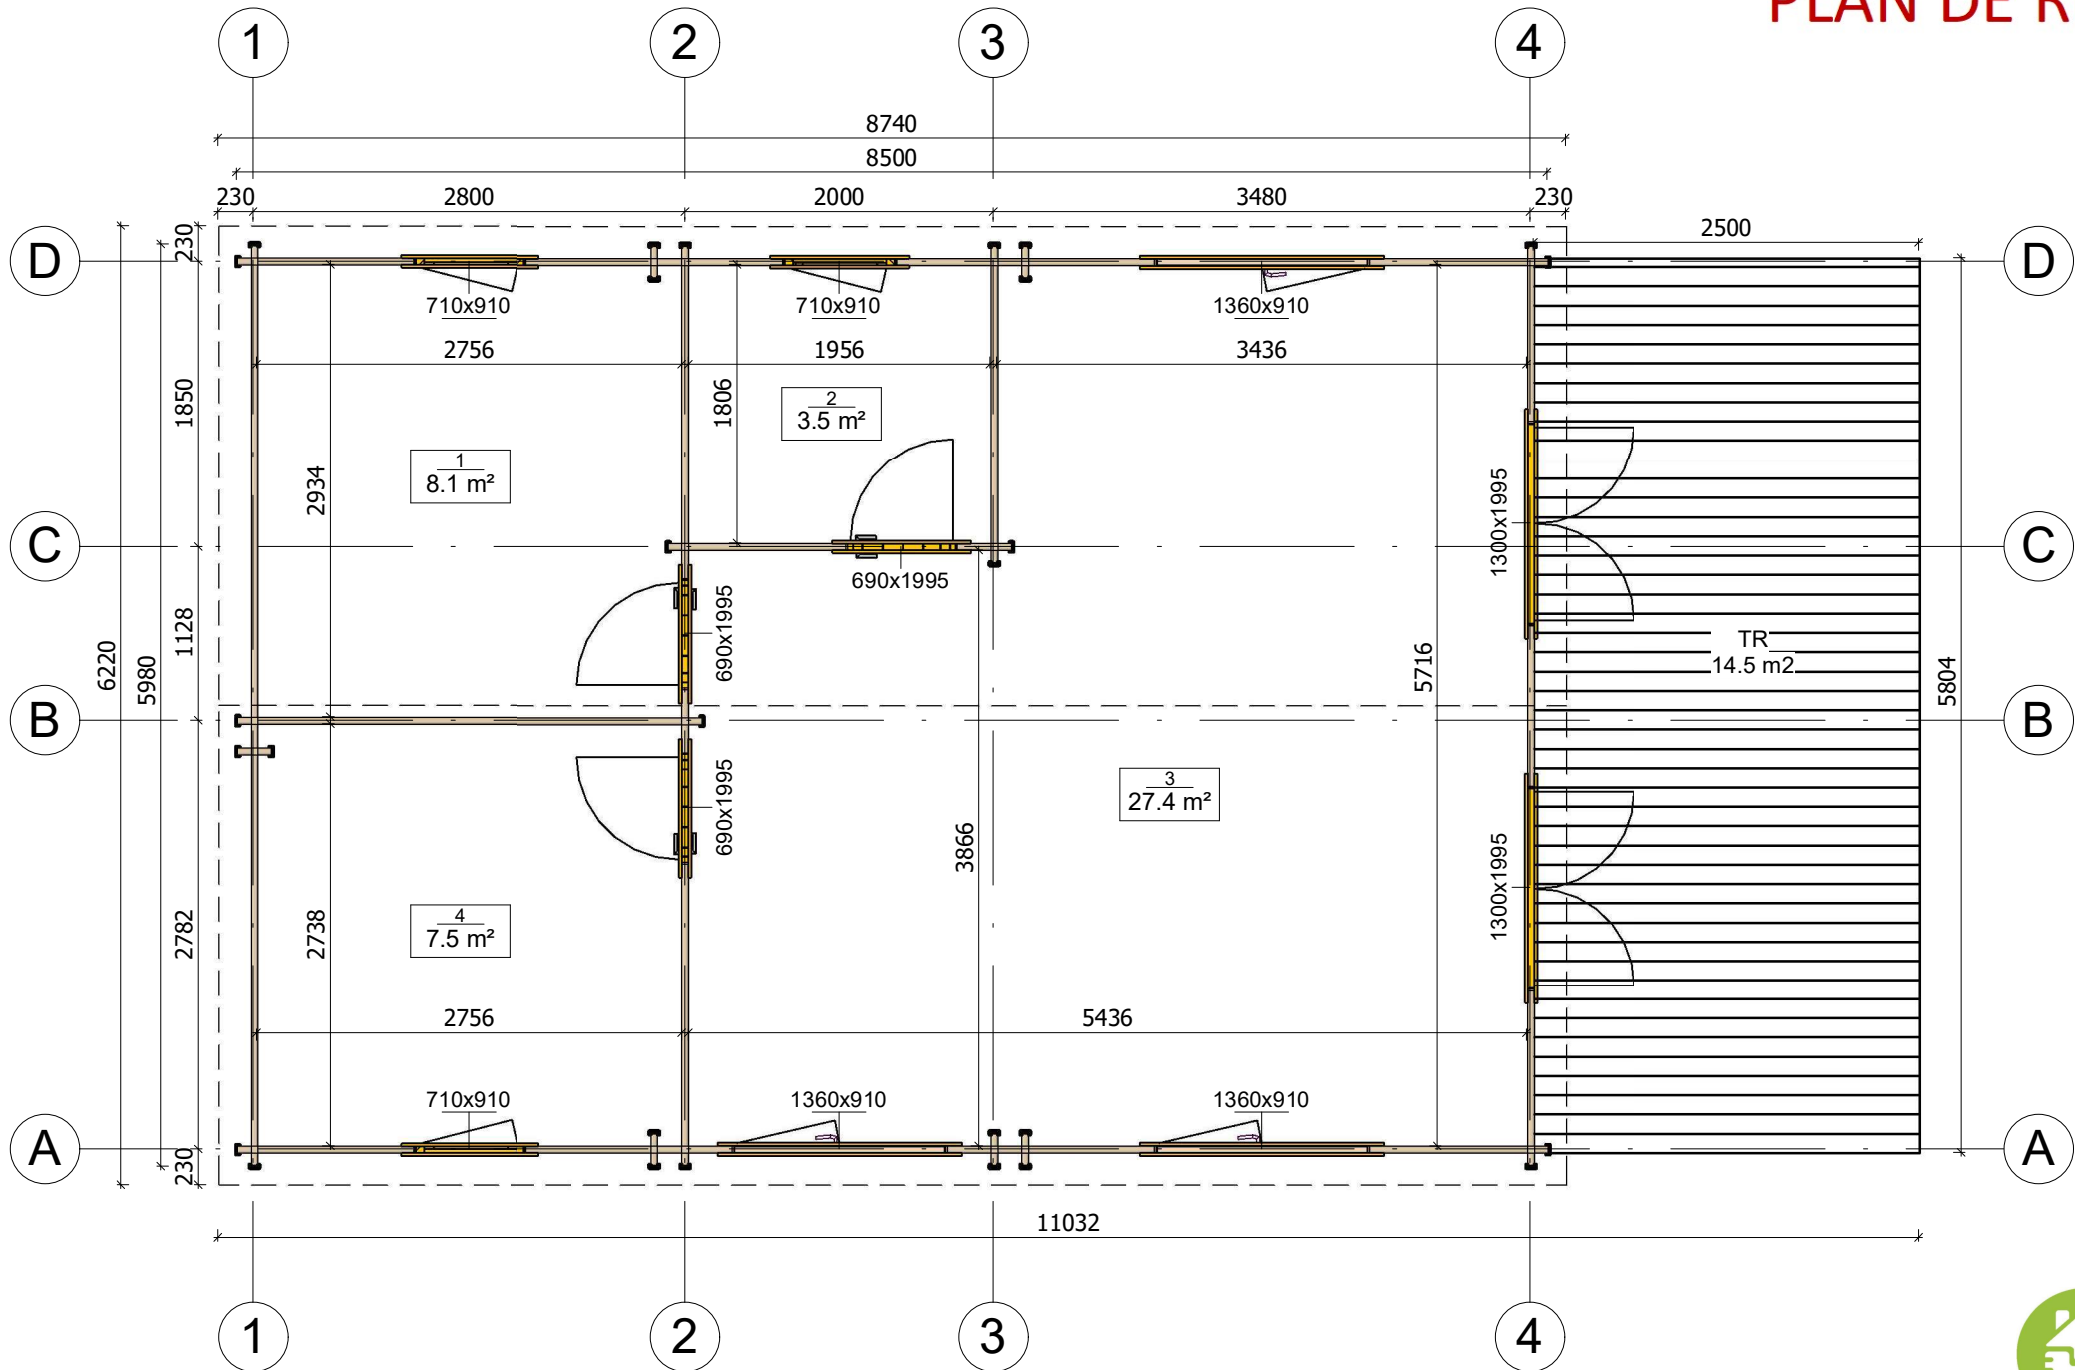 PLAN DE R
1 2 3 4
8740
8500
230 2800 2000 3480 230
2500
D D
230
710x910 710x910 1360x910
2756 1956 3436
1850
1806
2
3.5 m²
1
8.1 m²
2934
1300x1995
C C
690x1995
1128
690x1995
6220
5980
5716
TR
14.5 m2
5804
B B
690x1995
3
27.4 m²
3866
1300x1995
2782
2738
4
7.5 m²
2756 5436
710x910 1360x910 1360x910
A A
230
11032
1 2 3 4